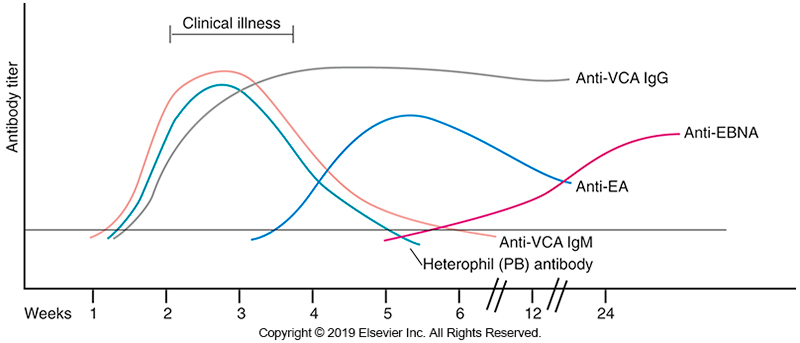 Clinical illness
Antibody titer
Anti-VCA IgG
Anti-EBNA
Anti-EA
Anti-VCA IgM
Heterophil (PB) antibody
Weeks 1 2 3 4 5 6 12 24
Copyright © 2019 Elsevier Inc. All Rights Reserved.